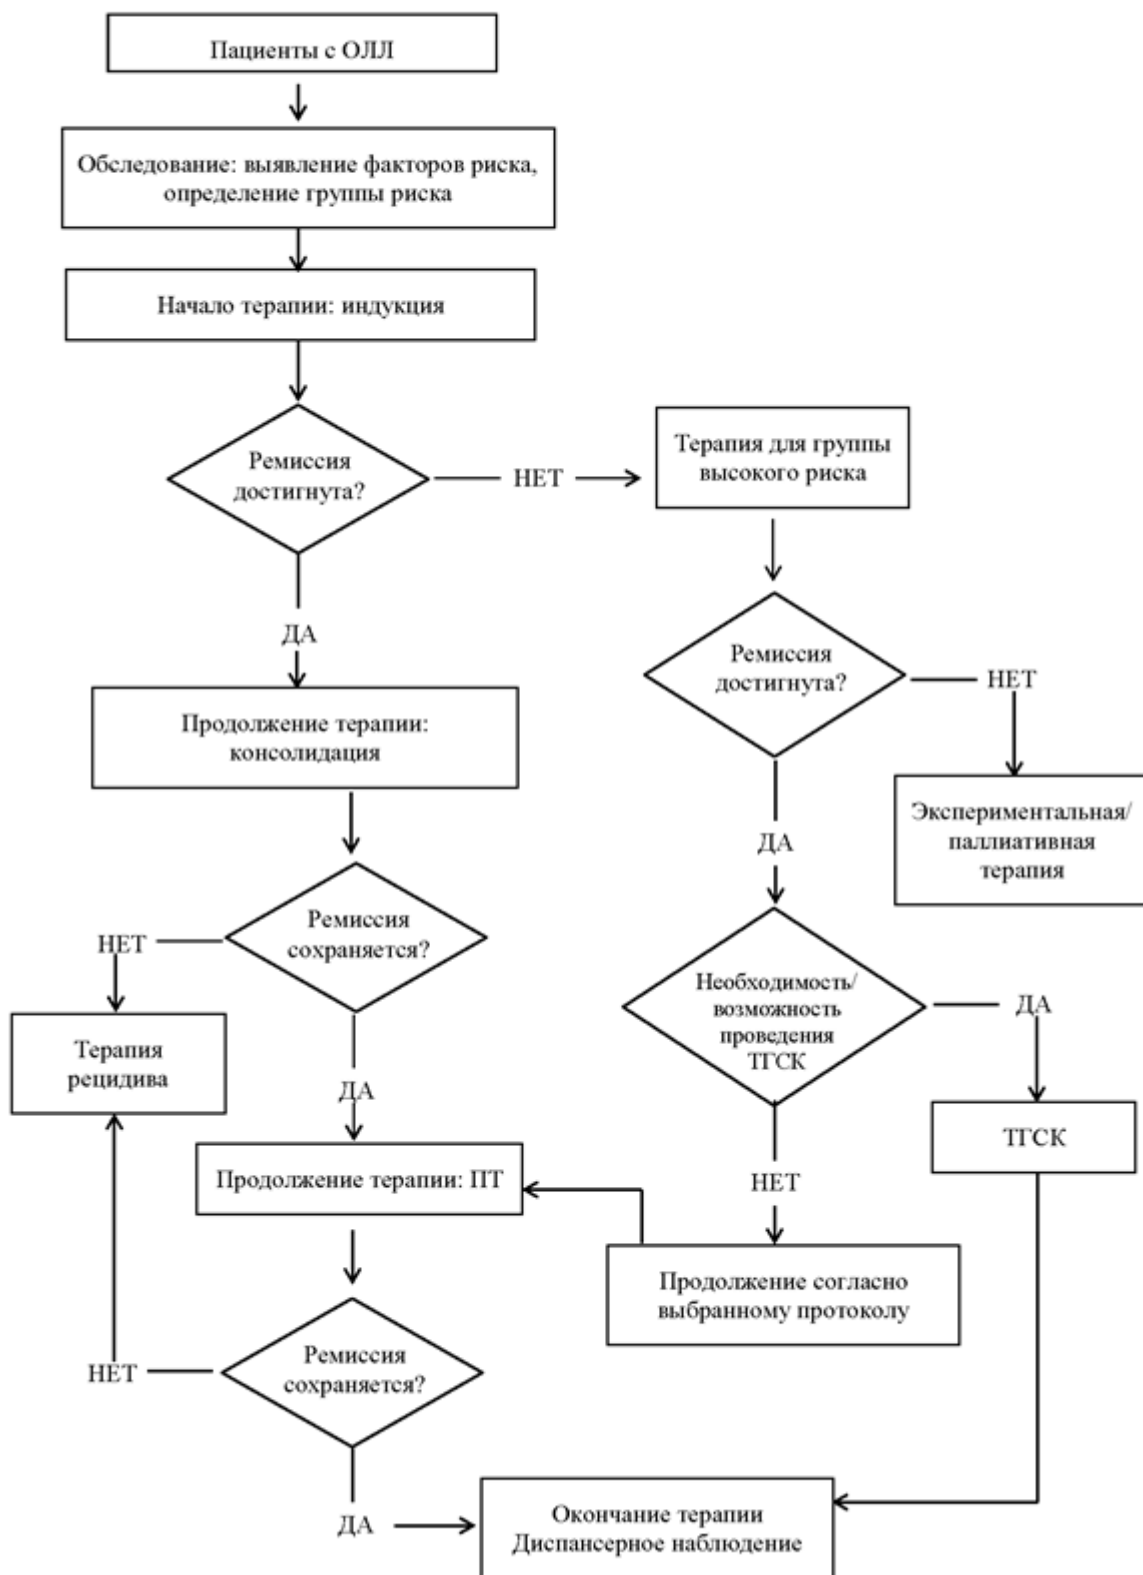 Пациенты с ОЛЛ
Обследование: выявление факторов риска,
определение группы риска
Начало терапии: индукция
Ремиссия
достигнута?
НЕТ
Терапия для группы
высокого риска
ДА
Ремиссия
достигнута?
НЕТ
Продолжение терапии:
консолидация
Экспериментальная/
паллиативная
терапия
ДА
Ремиссия
сохраняется?
НЕТ
Необходимость/
возможность
проведения
ТГСК
ДА
Терапия
рецидива
ДА
ТГСК
Продолжение терапии: ПТ
НЕТ
Продолжение согласно
выбранному протоколу
Ремиссия
сохраняется?
НЕТ
ДА
Окончание терапии
Диспансерное наблюдение